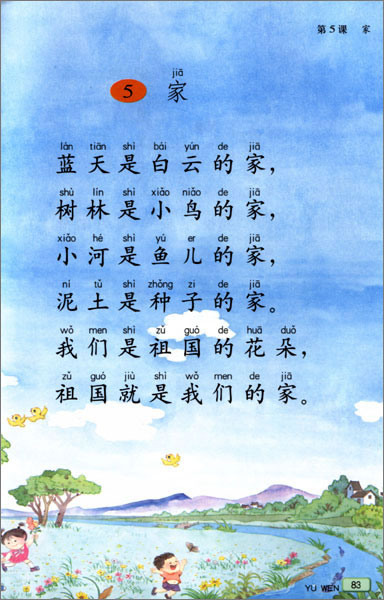 第5课 家
jiā
5 家
lán tiān shì bái yún de jiā
蓝天是白云的家，
shù lín shì xiǎo niǎo de jiā
树林是小鸟的家，
xiǎo hé shì yú er de jiā
小河是鱼儿的家，
ní tǔ shì zhǒng zi de jiā
泥土是种子的家。
wǒ men shì zǔ guó de huā duǒ
我们是祖国的花朵，
zǔ guó jiù shì wǒ men de jiā
祖国就是我们的家。
YU WEN 83